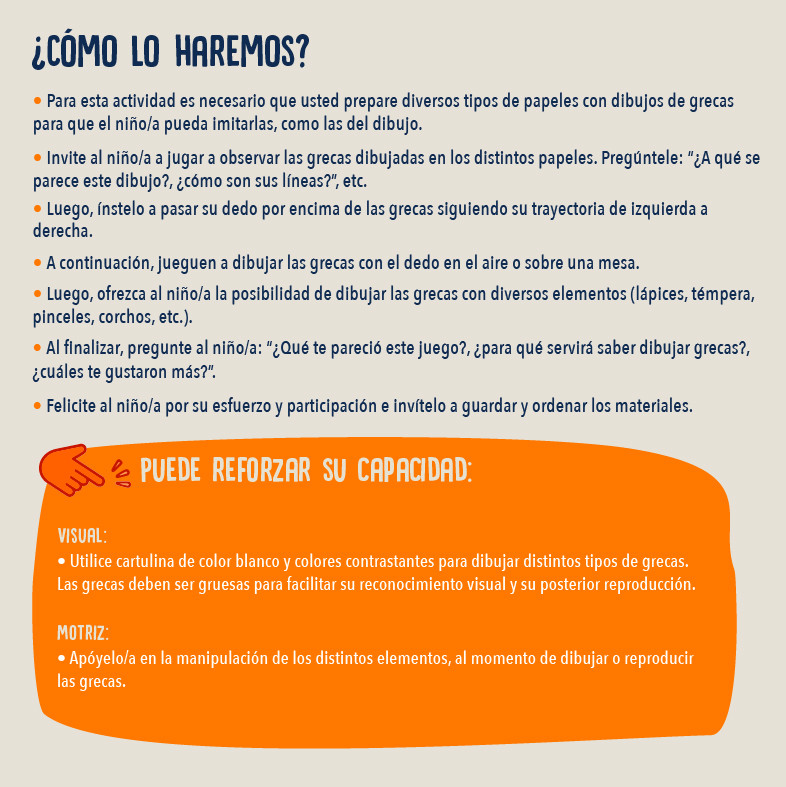 ¿CÓMO LO HAREMOS?
• Para esta actividad es necesario que usted prepare diversos tipos de papeles con dibujos de grecas
para que el niño/a pueda imitarlas, como las del dibujo.
• Invite al niño/a a jugar a observar las grecas dibujadas en los distintos papeles. Pregúntele: “¿A qué se
parece este dibujo?, ¿cómo son sus líneas?”, etc.
• Luego, ínstelo a pasar su dedo por encima de las grecas siguiendo su trayectoria de izquierda a
derecha.
• A continuación, jueguen a dibujar las grecas con el dedo en el aire o sobre una mesa.
• Luego, ofrezca al niño/a la posibilidad de dibujar las grecas con diversos elementos (lápices, témpera,
pinceles, corchos, etc.).
• Al finalizar, pregunte al niño/a: “¿Qué te pareció este juego?, ¿para qué servirá saber dibujar grecas?,
¿cuáles te gustaron más?”.
• Felicite al niño/a por su esfuerzo y participación e invítelo a guardar y ordenar los materiales.
PUEDE REFORZAR SU CAPACIDAD:
VISUAL:
• Utilice cartulina de color blanco y colores contrastantes para dibujar distintos tipos de grecas.
Las grecas deben ser gruesas para facilitar su reconocimiento visual y su posterior reproducción.
MOTRIZ:
• Apóyelo/a en la manipulación de los distintos elementos, al momento de dibujar o reproducir
las grecas.